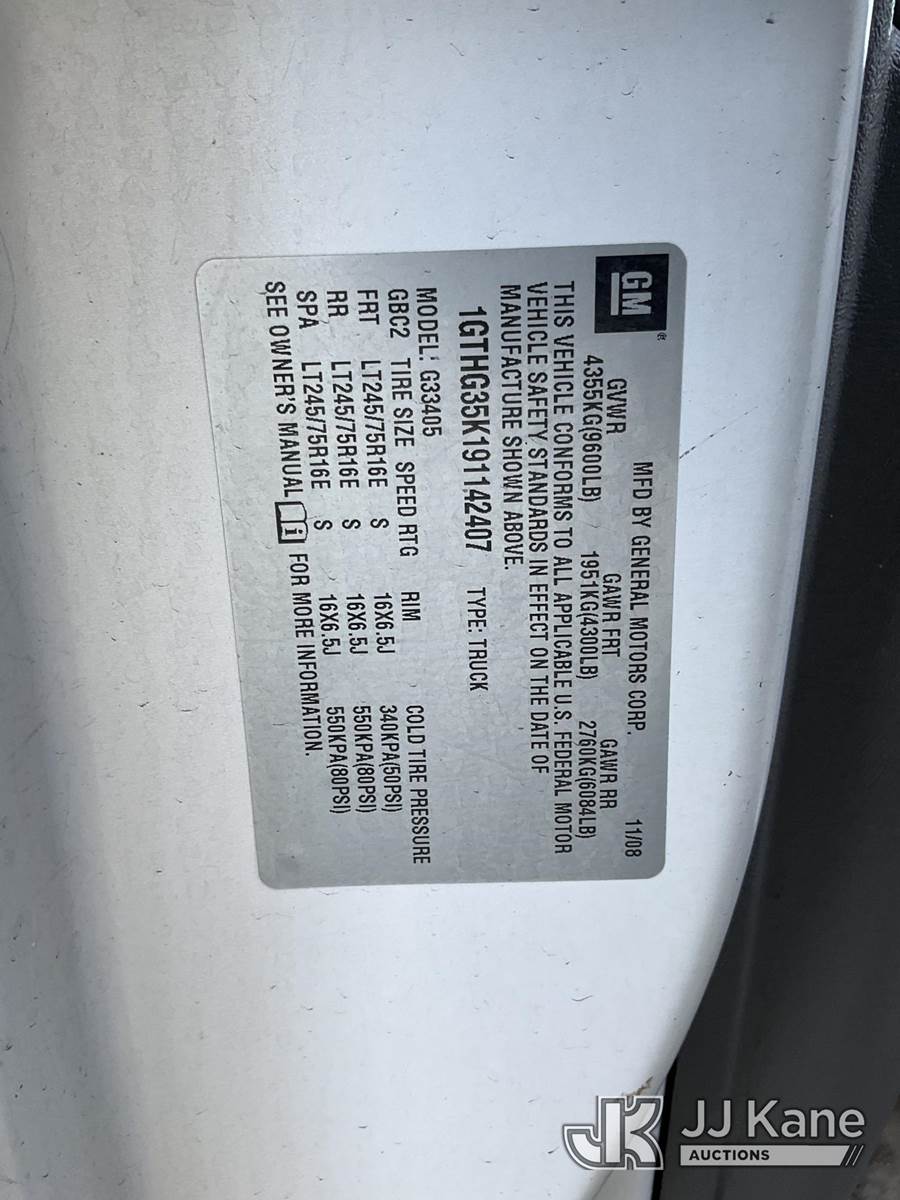 GM®
MFD BY GENERAL MOTORS CORP. 11/08
GVWR GAWR FRT GAWR RR
4355KG(9600LB) 1951KG(4300LB) 2760KG(6084LB)
THIS VEHICLE CONFORMS TO ALL APPLICABLE U.S. FEDERAL MOTOR
VEHICLE SAFETY STANDARDS IN EFFECT ON THE DATE OF
MANUFACTURE SHOWN ABOVE.
1GTHG35K191142407 TYPE: TRUCK
MODEL: G33405
GBC2 TIRE SIZE SPEED RTG RIM COLD TIRE PRESSURE
FRT LT245/75R16E S 16X6.5J 340KPA(50PSI)
RR LT245/75R16E S 16X6.5J 550KPA(80PSI)
SPA LT245/75R16E S 16X6.5J 550KPA(80PSI)
SEE OWNER'S MANUAL i FOR MORE INFORMATION.
JK JJ Kane
AUCTIONS